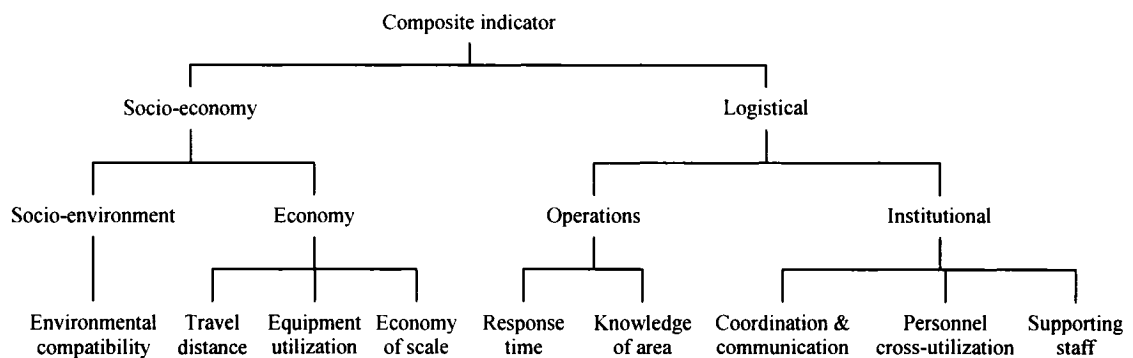 Composite indicator
Socio-economy
Logistical
Socio-environment
Economy
Operations
Institutional
Environmental
compatibility
Travel
distance
Equipment
utilization
Economy
of scale
Response
time
Knowledge
of area
Coordination &
communication
Personnel
cross-utilization
Supporting
staff